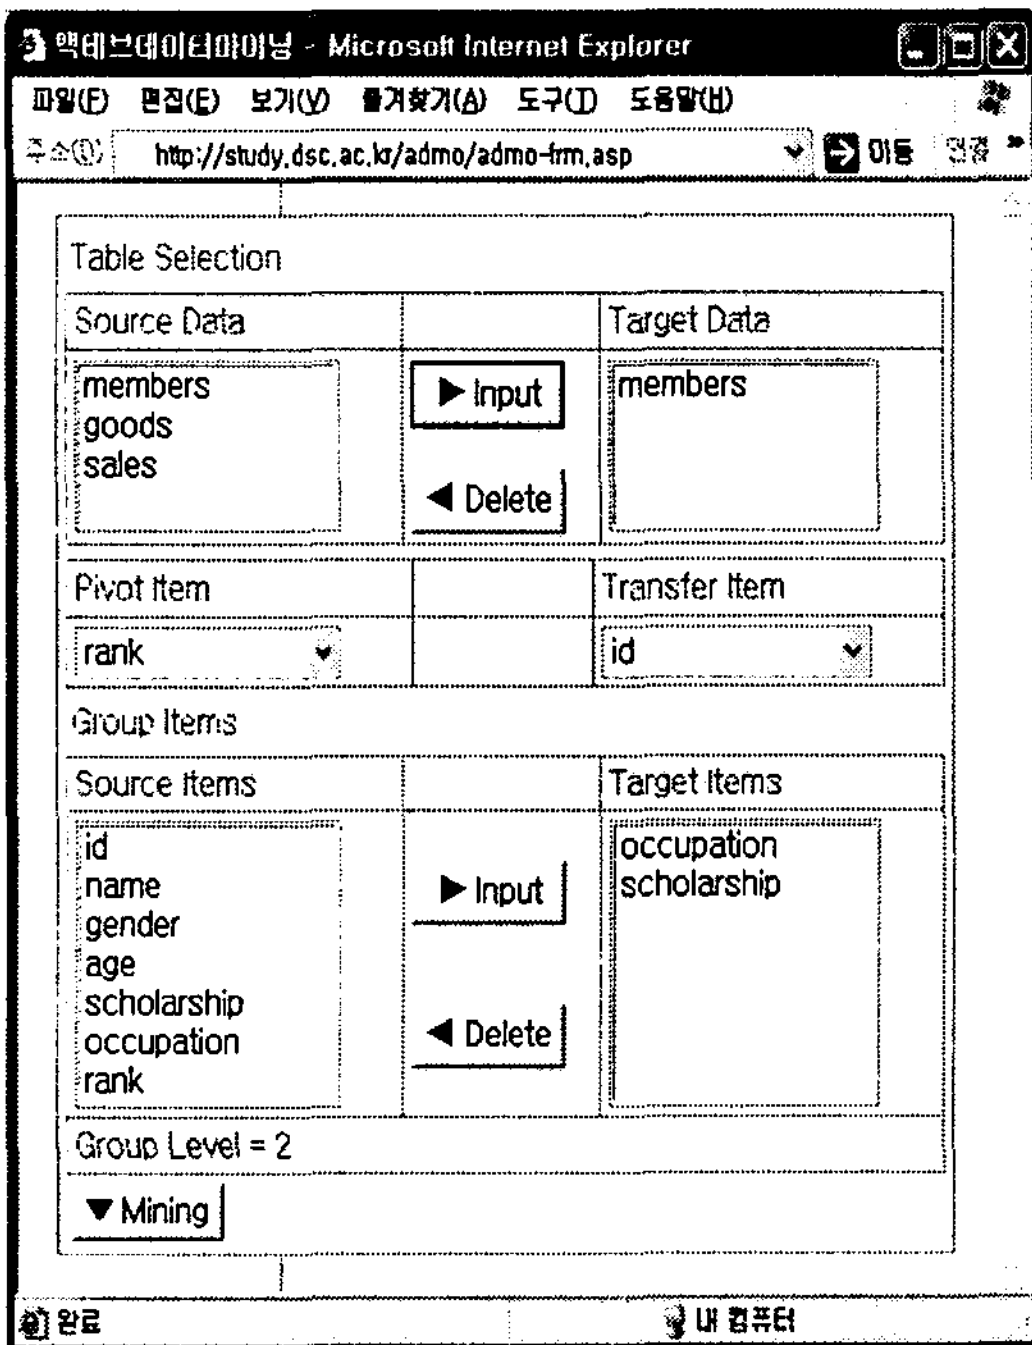 액티브데이터마이닝 - Microsoft Internet Explorer
파일(F) 편집(E) 보기(V) 즐겨찾기(A) 도구(T) 도움말(H)
주소(D) http://study.dsc.ac.kr/admo/admo-frm.asp 이동 연결 »
Table Selection
Source Data Target Data
members ▶ Input members
goods
sales
◀ Delete
Pivot Item Transfer Item
rank id
Group Items
Source Items Target Items
id occupation
name ▶ Input scholarship
gender
age
scholarship
occupation ◀ Delete
rank
Group Level = 2
▼ Mining
완료 내 컴퓨터